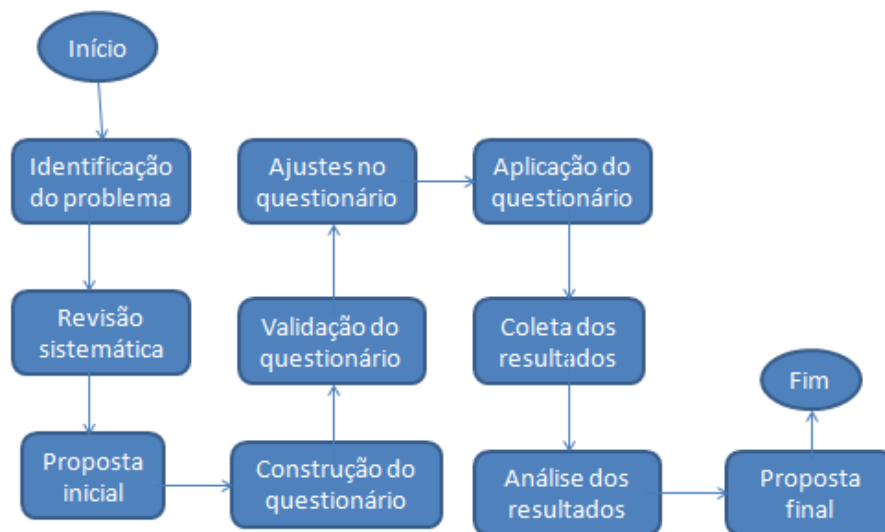 Início
Identificação
do problema
Revisão
sistemática
Proposta
inicial
Construção do
questionário
Validação do
questionário
Ajustes no
questionário
Aplicação do
questionário
Coleta dos
resultados
Análise dos
resultados
Proposta
final
Fim